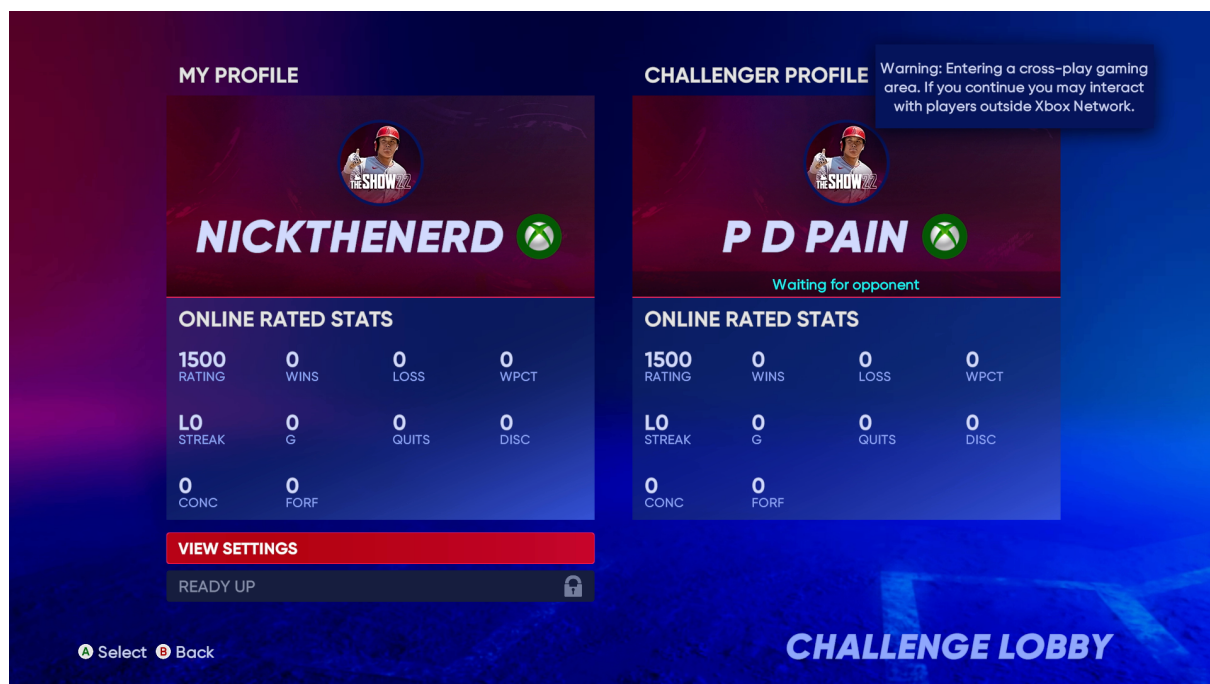 MY PROFILE
THE SHOW 22
NICKTHENERD
ONLINE RATED STATS
1500 0 0 0
RATING WINS LOSS WPCT
L0 0 0 0
STREAK G QUITS DISC
0 0
CONC FORF
VIEW SETTINGS
READY UP
CHALLENGER PROFILE
Warning: Entering a cross-play gaming
area. If you continue you may interact
with players outside Xbox Network.
THE SHOW 22
P D PAIN
Waiting for opponent
ONLINE RATED STATS
1500 0 0 0
RATING WINS LOSS WPCT
L0 0 0 0
STREAK G QUITS DISC
0 0
CONC FORF
A Select B Back
CHALLENGE LOBBY